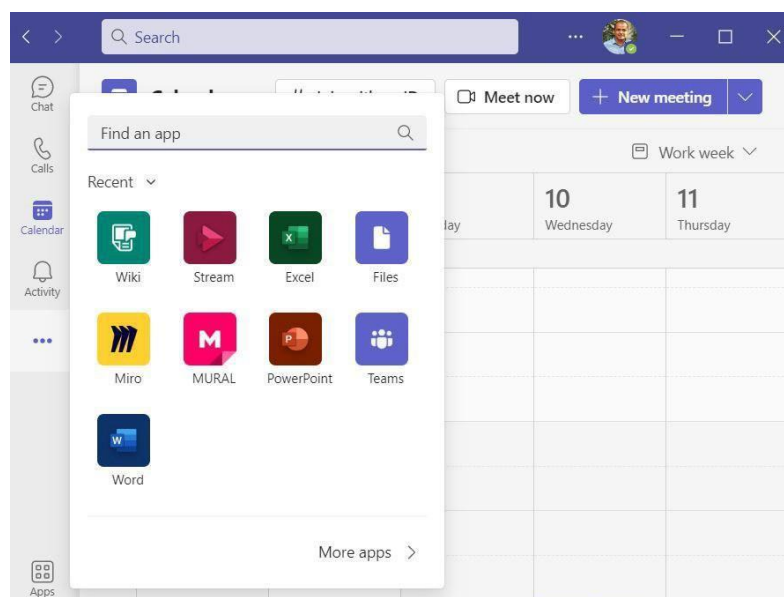 Search
Chat
Calls
Calendar
Activity
Apps
Meet now
New meeting
Work week
10
Wednesday
11
Thursday
Find an app
Recent
Wiki
Stream
Excel
Files
Miro
MURAL
PowerPoint
Teams
Word
More apps